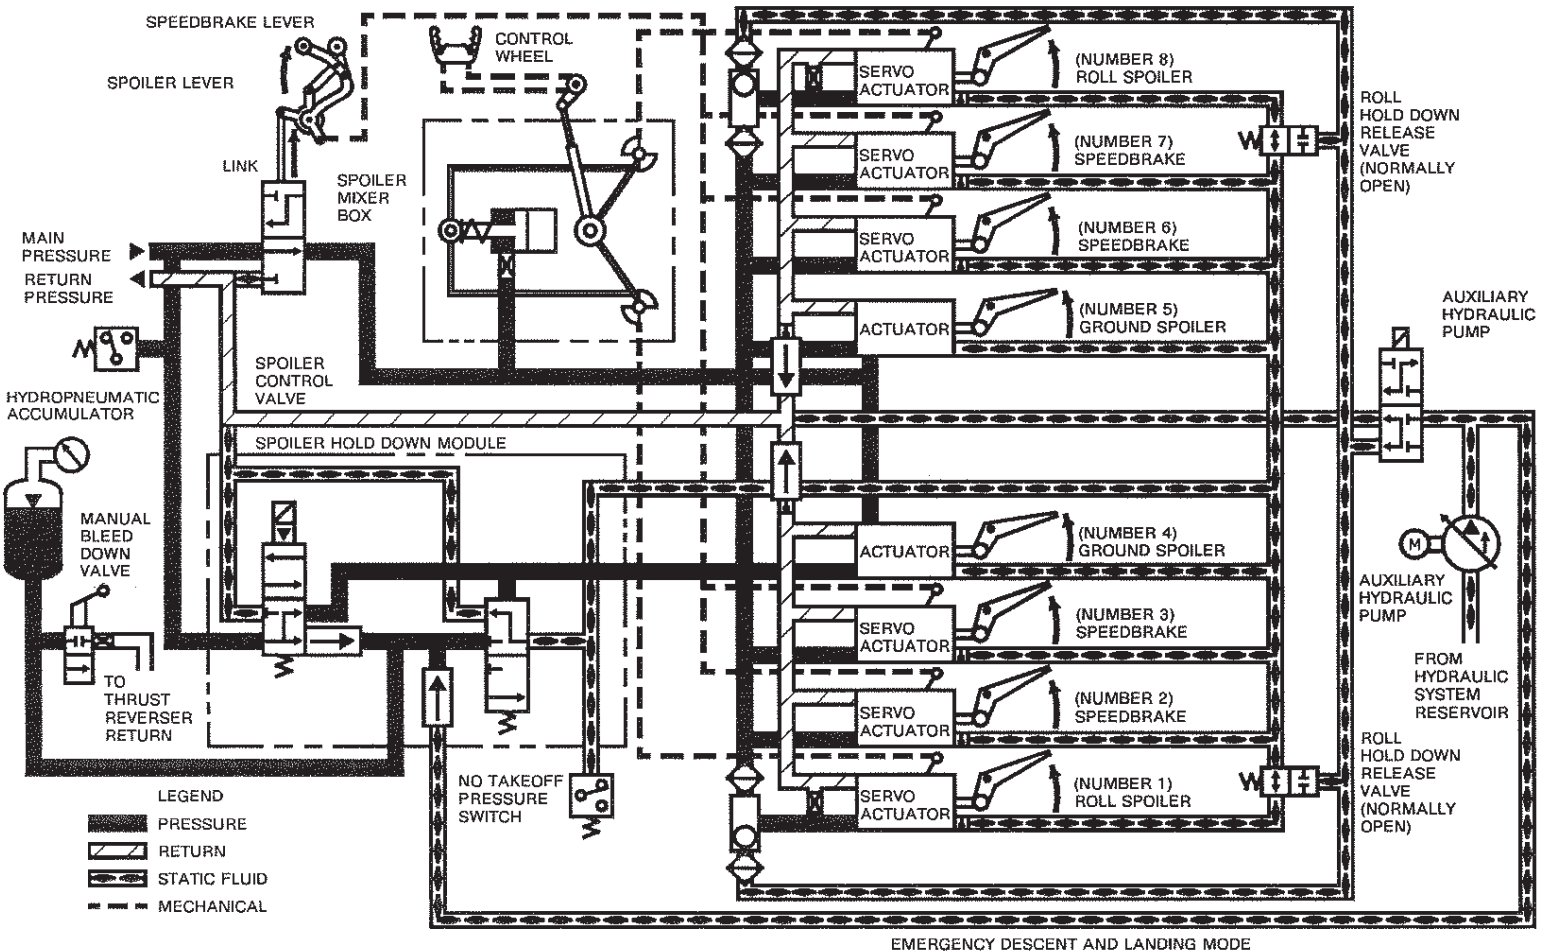 SPEEDBRAKE LEVER
SPOILER LEVER
CONTROL
WHEEL
LINK
SPOILER
MIXER
BOX
MAIN
PRESSURE
RETURN
PRESSURE
SPOILER
CONTROL
VALVE
HYDROPNEUMATIC
ACCUMULATOR
SPOILER HOLD DOWN MODULE
MANUAL
BLEED
DOWN
VALVE
TO
THRUST
REVERSER
RETURN
NO TAKEOFF
PRESSURE
SWITCH
LEGEND
PRESSURE
RETURN
STATIC FLUID
MECHANICAL
SERVO
ACTUATOR
(NUMBER 8)
ROLL SPOILER
SERVO
ACTUATOR
(NUMBER 7)
SPEEDBRAKE
SERVO
ACTUATOR
(NUMBER 6)
SPEEDBRAKE
ACTUATOR
(NUMBER 5)
GROUND SPOILER
ACTUATOR
(NUMBER 4)
GROUND SPOILER
SERVO
ACTUATOR
(NUMBER 3)
SPEEDBRAKE
SERVO
ACTUATOR
(NUMBER 2)
SPEEDBRAKE
SERVO
ACTUATOR
(NUMBER 1)
ROLL SPOILER
ROLL
HOLD DOWN
RELEASE
VALVE
(NORMALLY
OPEN)
AUXILIARY
HYDRAULIC
PUMP
M
AUXILIARY
HYDRAULIC
PUMP
FROM
HYDRAULIC
SYSTEM
RESERVOIR
ROLL
HOLD DOWN
RELEASE
VALVE
(NORMALLY
OPEN)
EMERGENCY DESCENT AND LANDING MODE